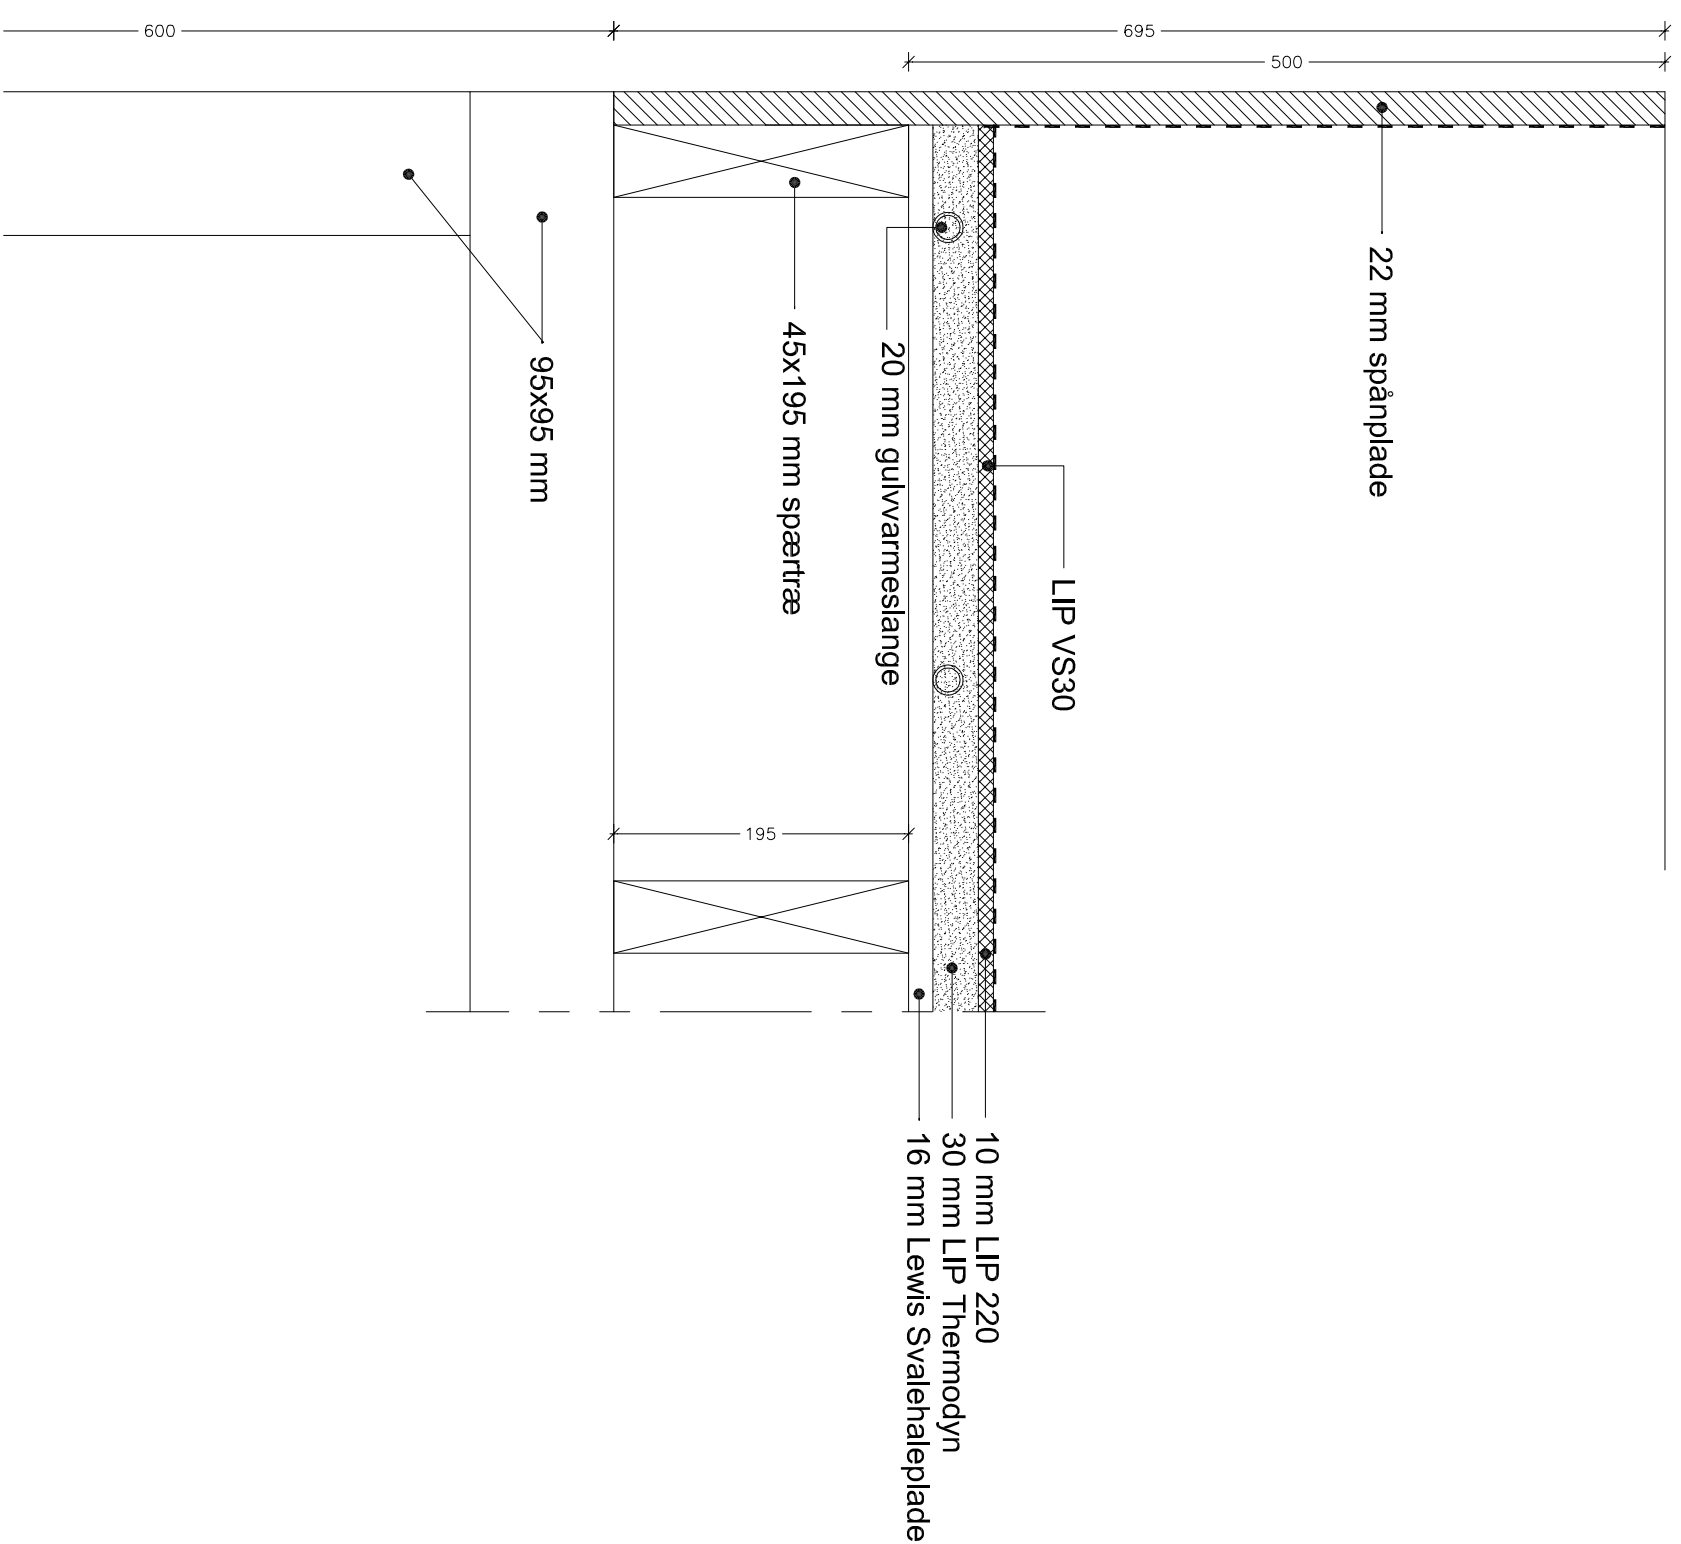 600
695
500
22 mm spånplade
95x95 mm
45x195 mm spærtræ
20 mm gulvvarmeslange
LIP VS30
195
10 mm LIP 220
30 mm LIP Thermodyn
16 mm Lewis Svalehaleplade